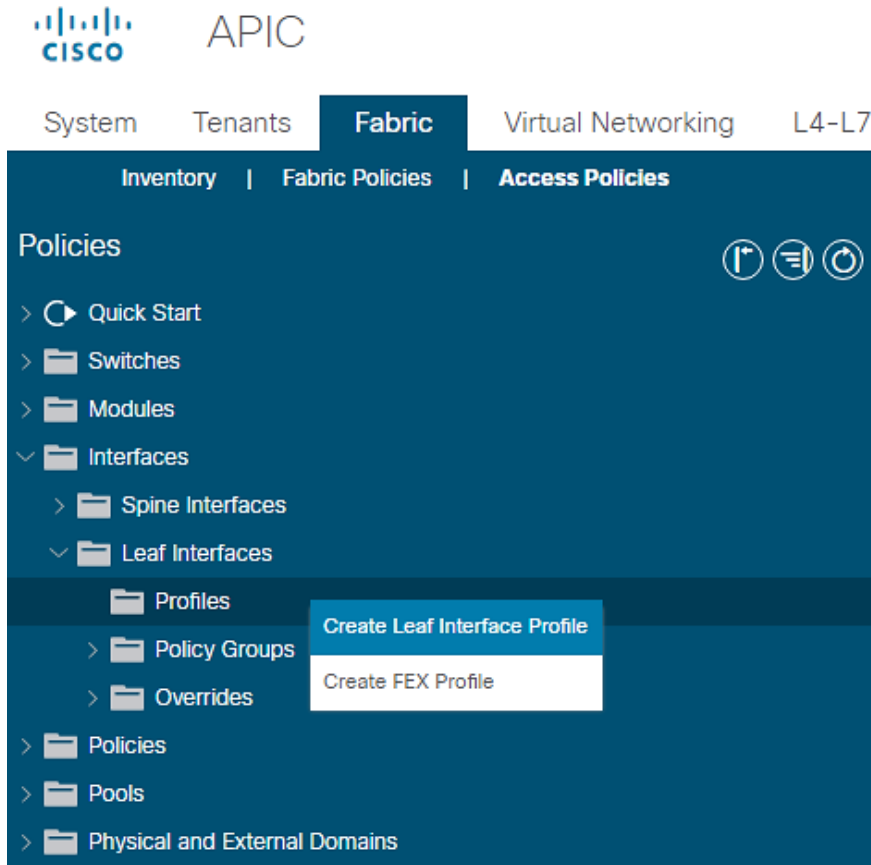 CISCO APIC
System Tenants Fabric Virtual Networking L4-L7
Inventory | Fabric Policies | Access Policies
Policies
Quick Start
Switches
Modules
Interfaces
Spine Interfaces
Leaf Interfaces
Profiles
Create Leaf Interface Profile
Policy Groups
Create FEX Profile
Overrides
Policies
Pools
Physical and External Domains